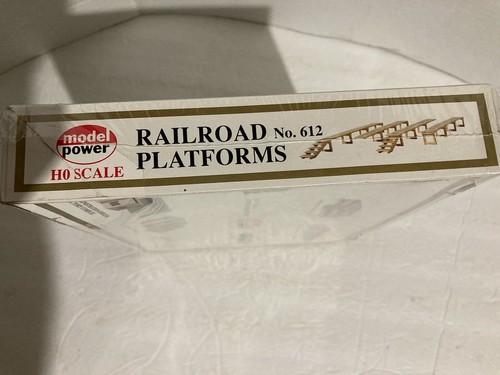 model
power
HO SCALE
RAILROAD No. 612
PLATFORMS